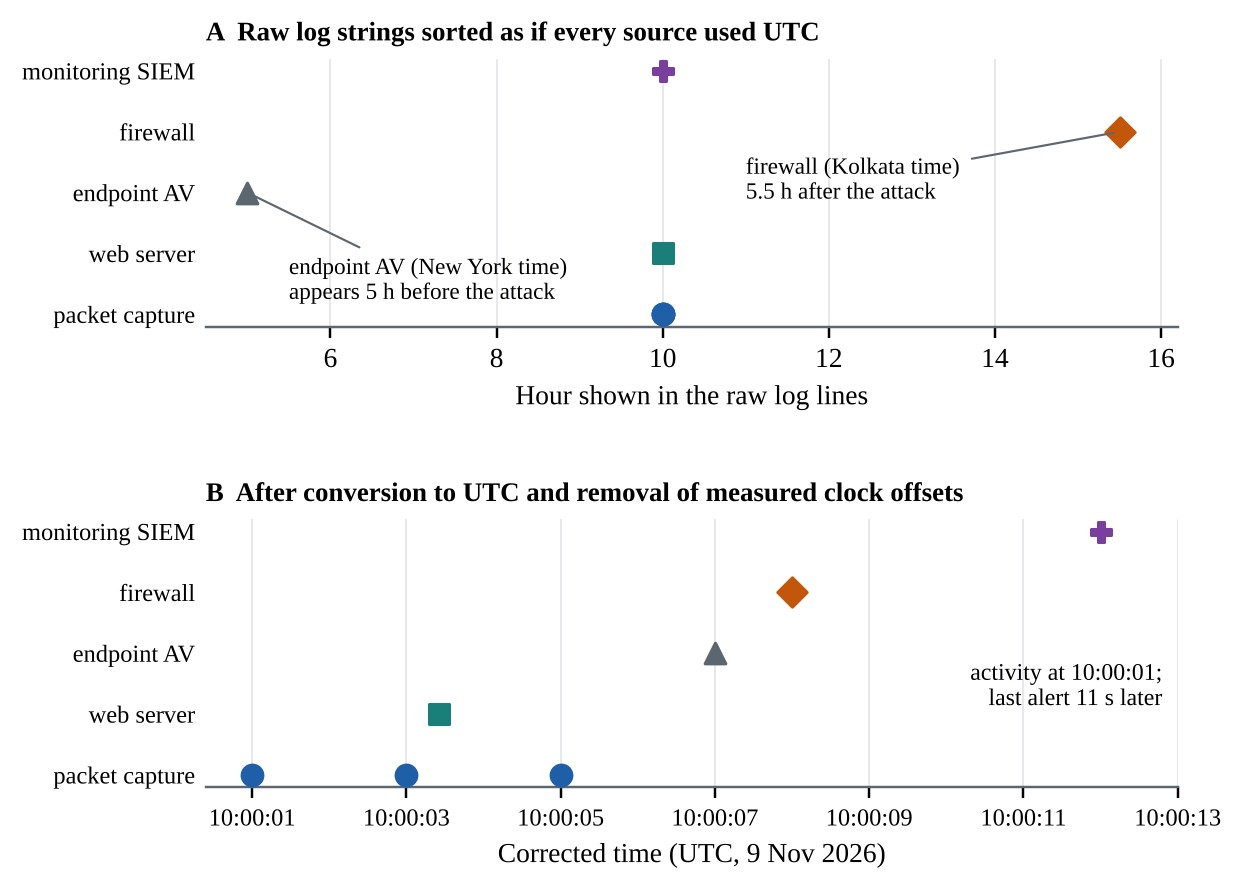 A Raw log strings sorted as if every source used UTC
monitoring SIEM
firewall
firewall (Kolkata time)
5.5 h after the attack
endpoint AV
web server
endpoint AV (New York time)
appears 5 h before the attack
packet capture
6 8 10 12 14 16
Hour shown in the raw log lines
B After conversion to UTC and removal of measured clock offsets
monitoring SIEM
firewall
endpoint AV
activity at 10:00:01;
last alert 11 s later
web server
packet capture
10:00:01 10:00:03 10:00:05 10:00:07 10:00:09 10:00:11 10:00:13
Corrected time (UTC, 9 Nov 2026)